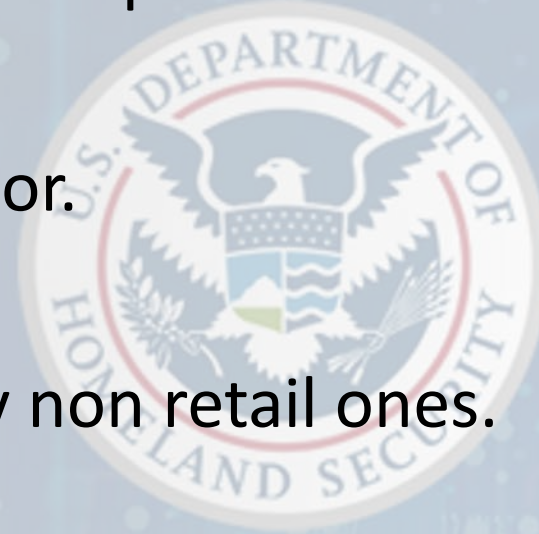 or.
y non retail ones.
U.S. DEPARTMENT OF
HOMELAND SECURITY